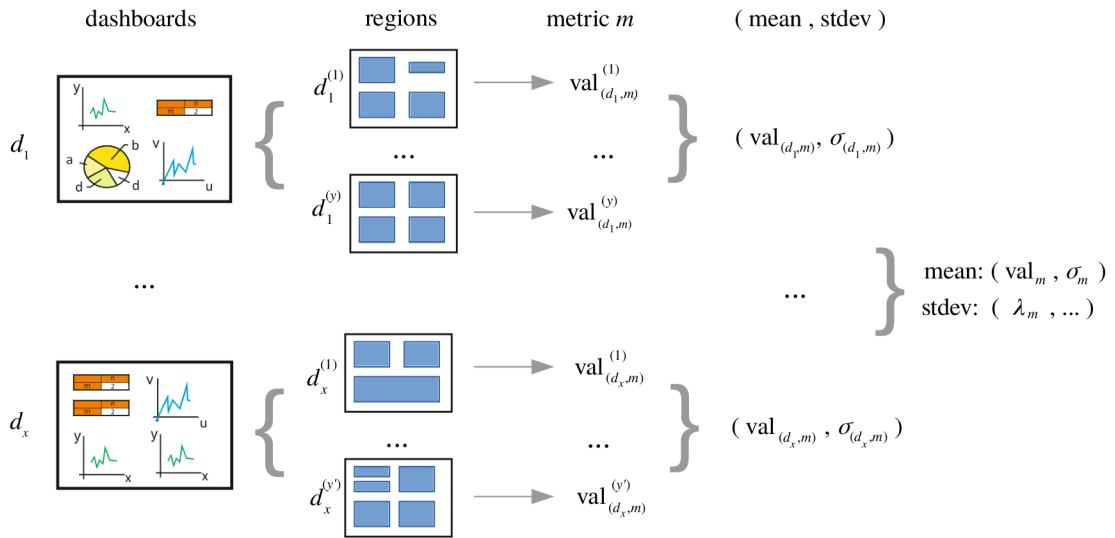 dashboards regions metric m ( mean , stdev )
d₁ y x n m 2 a b d d v u { d₁⁽¹⁾ val₍d₁,m₎⁽¹⁾ } ( val₍d₁,m₎, σ₍d₁,m₎ )
... ...
d₁⁽ʸ⁾ val₍d₁,m₎⁽ʸ⁾
... ... } mean: ( valₘ , σₘ )
stdev: ( λₘ , ... )
dₓ n m 2 n m 2 v u y x y x { dₓ⁽¹⁾ val₍dₓ,m₎⁽¹⁾ } ( val₍dₓ,m₎ , σ₍dₓ,m₎ )
... ...
dₓ⁽ʸ'⁾ val₍dₓ,m₎⁽ʸ'⁾